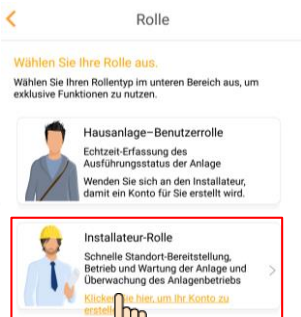 Rolle
Wählen Sie Ihre Rolle aus.
Wählen Sie Ihren Rollentyp im unteren Bereich aus, um
exklusive Funktionen zu nutzen.
Hausanlage-Benutzerrolle
Echtzeit-Erfassung des
Ausführungsstatus der Anlage
Wenden Sie sich an den Installateur,
damit ein Konto für Sie erstellt wird.
Installateur-Rolle
Schnelle Standort-Bereitstellung,
Betrieb und Wartung der Anlage und
Überwachung des Anlagenbetriebs
Klicken Sie hier, um Ihr Konto zu